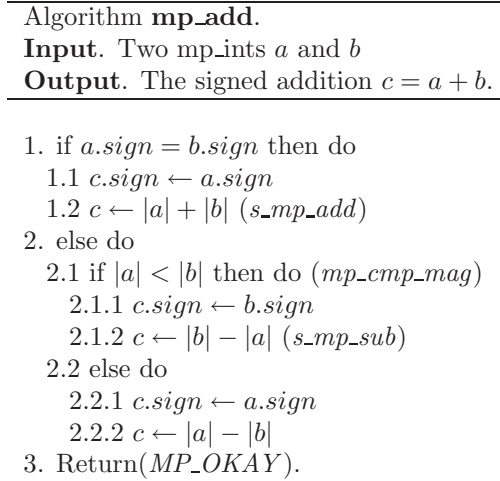 Algorithm mp_add.
Input. Two mp_ints a and b
Output. The signed addition c = a + b.
1. if a.sign = b.sign then do
1.1 c.sign ← a.sign
1.2 c ← |a| + |b| (s_mp_add)
2. else do
2.1 if |a| < |b| then do (mp_cmp_mag)
2.1.1 c.sign ← b.sign
2.1.2 c ← |b| − |a| (s_mp_sub)
2.2 else do
2.2.1 c.sign ← a.sign
2.2.2 c ← |a| − |b|
3. Return(MP_OKAY).